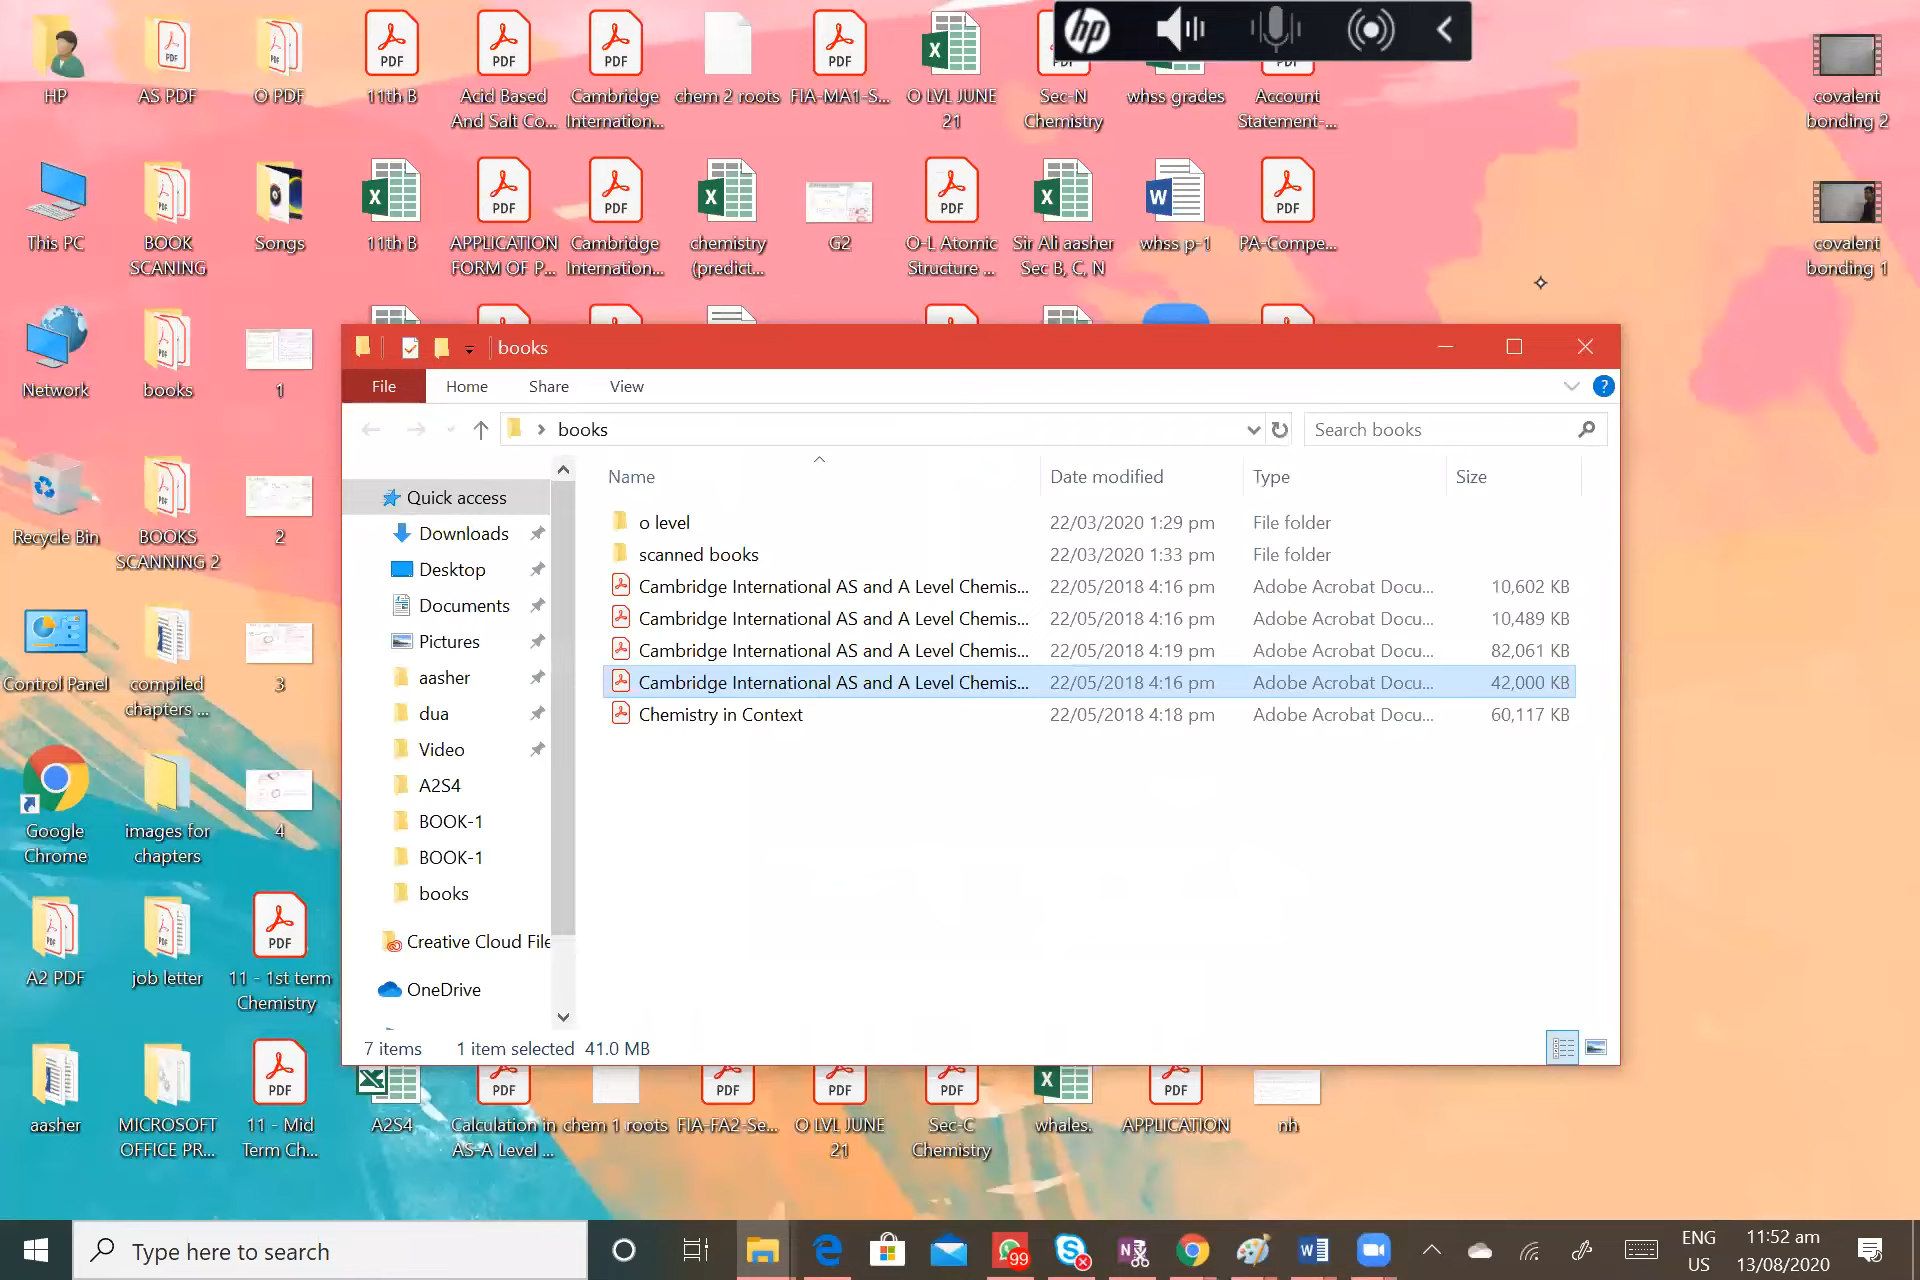 HP
AS PDF
O PDF
11th B
Acid Based
And Salt Co...
Cambridge
Internation...
chem 2 roots
FIA-MA1-S...
O LVL JUNE
21
Sec-N
Chemistry
whss grades
Account
Statement-...
covalent
bonding 2
This PC
BOOK
SCANING
Songs
11th B
APPLICATION
FORM OF P...
Cambridge
Internation...
chemistry
(predict...
G2
O-L Atomic
Structure ...
Sir Ali aasher
Sec B, C, N
whss p-1
PA-Compe...
covalent
bonding 1
Network
books
1
Recycle Bin
BOOKS
SCANNING 2
2
Control Panel
compiled
chapters ...
3
Google
Chrome
images for
chapters
4
A2 PDF
job letter
11 - 1st term
Chemistry
aasher
MICROSOFT
OFFICE PR...
11 - Mid
Term Ch...
books
File
Home
Share
View
books
Search books
Name
Date modified
Type
Size
Quick access
Downloads
Desktop
Documents
Pictures
aasher
dua
Video
A2S4
BOOK-1
BOOK-1
books
Creative Cloud File
OneDrive
o level 22/03/2020 1:29 pm File folder
scanned books 22/03/2020 1:33 pm File folder
Cambridge International AS and A Level Chemis... 22/05/2018 4:16 pm Adobe Acrobat Docu... 10,602 KB
Cambridge International AS and A Level Chemis... 22/05/2018 4:16 pm Adobe Acrobat Docu... 10,489 KB
Cambridge International AS and A Level Chemis... 22/05/2018 4:19 pm Adobe Acrobat Docu... 82,061 KB
Cambridge International AS and A Level Chemis... 22/05/2018 4:16 pm Adobe Acrobat Docu... 42,000 KB
Chemistry in Context 22/05/2018 4:18 pm Adobe Acrobat Docu... 60,117 KB
7 items 1 item selected 41.0 MB
A2S4
Calculation in
AS-A Level ...
chem 1 roots
FIA-FA2-Se...
O LVL JUNE
21
Sec-C
Chemistry
whales.
APPLICATION
nh
Type here to search
99
ENG
US
11:52 am
13/08/2020